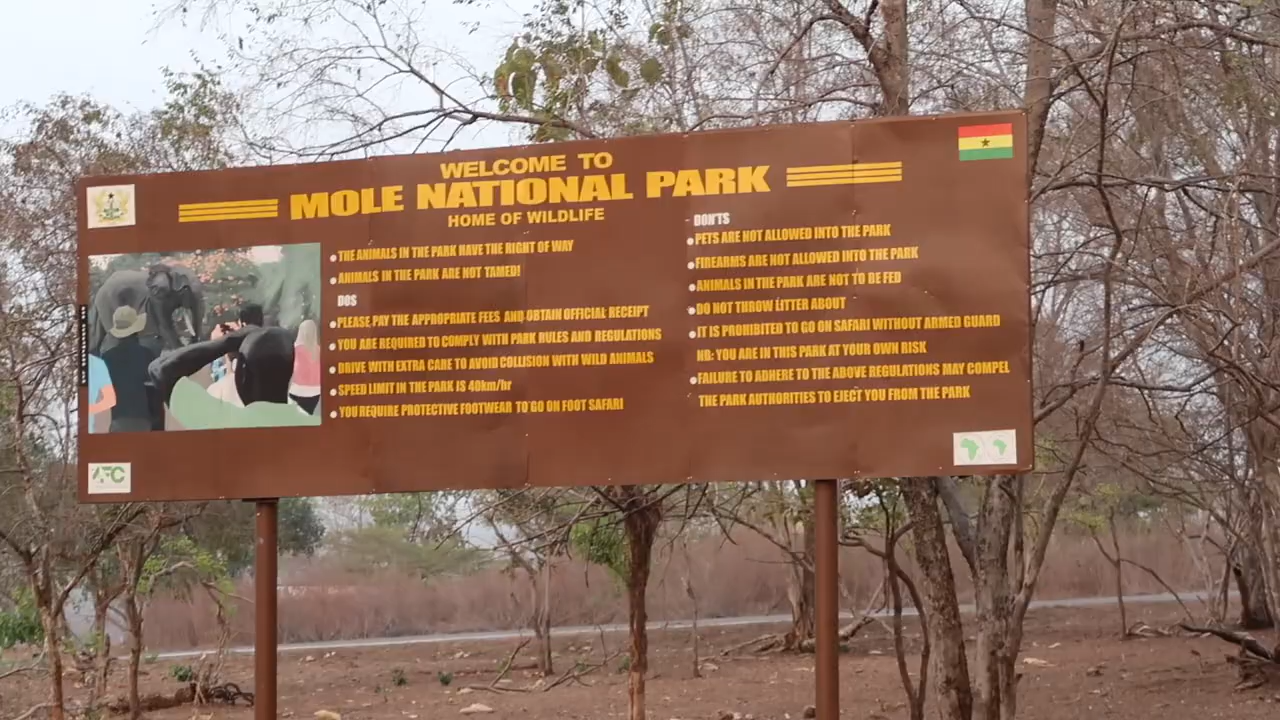 WELCOME TO
MOLE NATIONAL PARK
HOME OF WILDLIFE
THE ANIMALS IN THE PARK HAVE THE RIGHT OF WAY
ANIMALS IN THE PARK ARE NOT TAMED!
DOS
PLEASE PAY THE APPROPRIATE FEES AND OBTAIN OFFICIAL RECEIPT
YOU ARE REQUIRED TO COMPLY WITH PARK RULES AND REGULATIONS
DRIVE WITH EXTRA CARE TO AVOID COLLISION WITH WILD ANIMALS
SPEED LIMIT IN THE PARK IS 40km/hr
YOU REQUIRE PROTECTIVE FOOTWEAR TO GO ON FOOT SAFARI
DON'TS
PETS ARE NOT ALLOWED INTO THE PARK
FIREARMS ARE NOT ALLOWED INTO THE PARK
ANIMALS IN THE PARK ARE NOT TO BE FED
DO NOT THROW LITTER ABOUT
IT IS PROHIBITED TO GO ON SAFARI WITHOUT ARMED GUARD
NB: YOU ARE IN THIS PARK AT YOUR OWN RISK
FAILURE TO ADHERE TO THE ABOVE REGULATIONS MAY COMPEL
THE PARK AUTHORITIES TO EJECT YOU FROM THE PARK
AFC